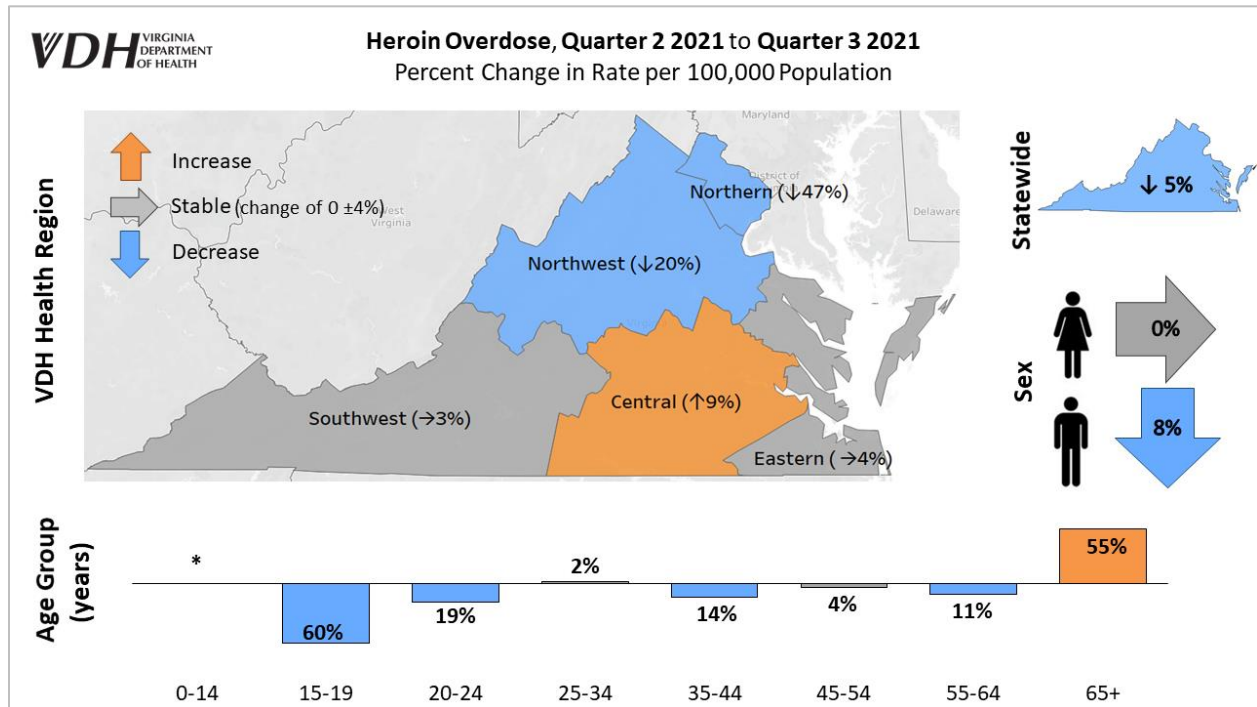 VDH VIRGINIA
DEPARTMENT
OF HEALTH
Heroin Overdose, Quarter 2 2021 to Quarter 3 2021
Percent Change in Rate per 100,000 Population
VDH Health Region
Increase
Stable (change of 0 ±4%)
Decrease
Maryland
District of
West
Virginia
Delaware
Northern (↓47%)
Northwest (↓20%)
Southwest (→3%)
Central (↑9%)
Eastern ( →4%)
Statewide
↓ 5%
Sex
0%
8%
Age Group
(years)
*
60%
19%
2%
14%
4%
11%
55%
0-14 15-19 20-24 25-34 35-44 45-54 55-64 65+